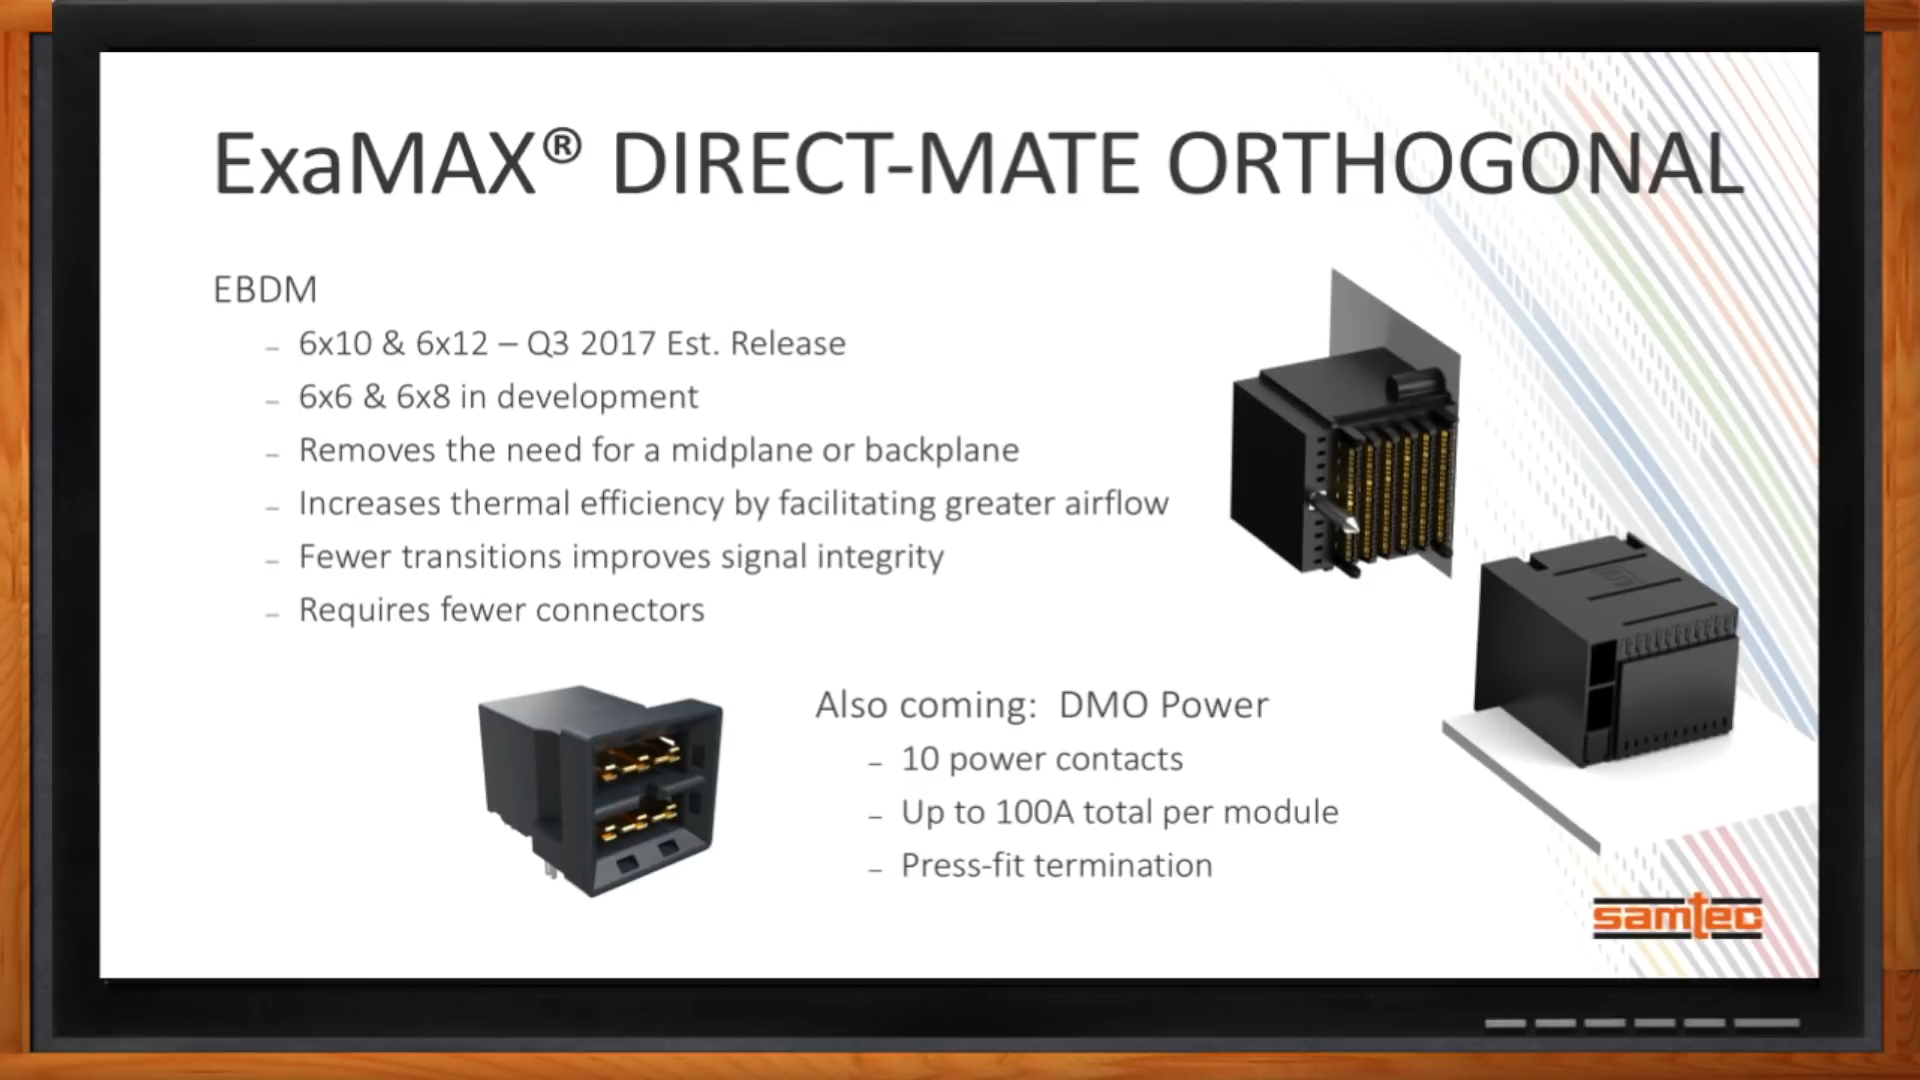 ExaMAX® DIRECT-MATE ORTHOGONAL
EBDM
– 6x10 & 6x12 – Q3 2017 Est. Release
– 6x6 & 6x8 in development
– Removes the need for a midplane or backplane
– Increases thermal efficiency by facilitating greater airflow
– Fewer transitions improves signal integrity
– Requires fewer connectors
Also coming: DMO Power
– 10 power contacts
– Up to 100A total per module
– Press-fit termination
samtec